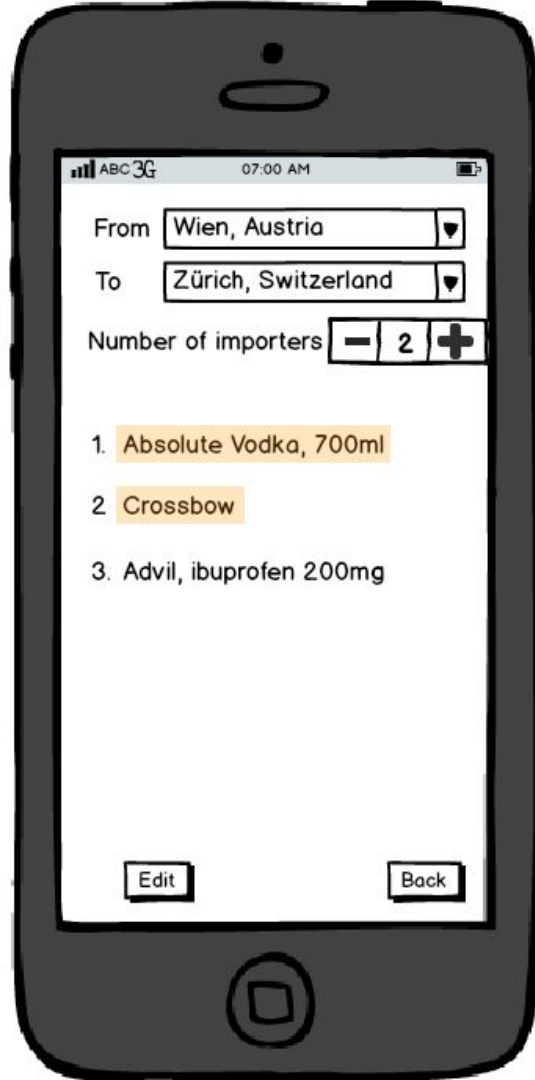 ABC 3G 07:00 AM
From Wien, Austria
To Zürich, Switzerland
Number of importers 2
1. Absolute Vodka, 700ml
2 Crossbow
3. Advil, ibuprofen 200mg
Edit Back